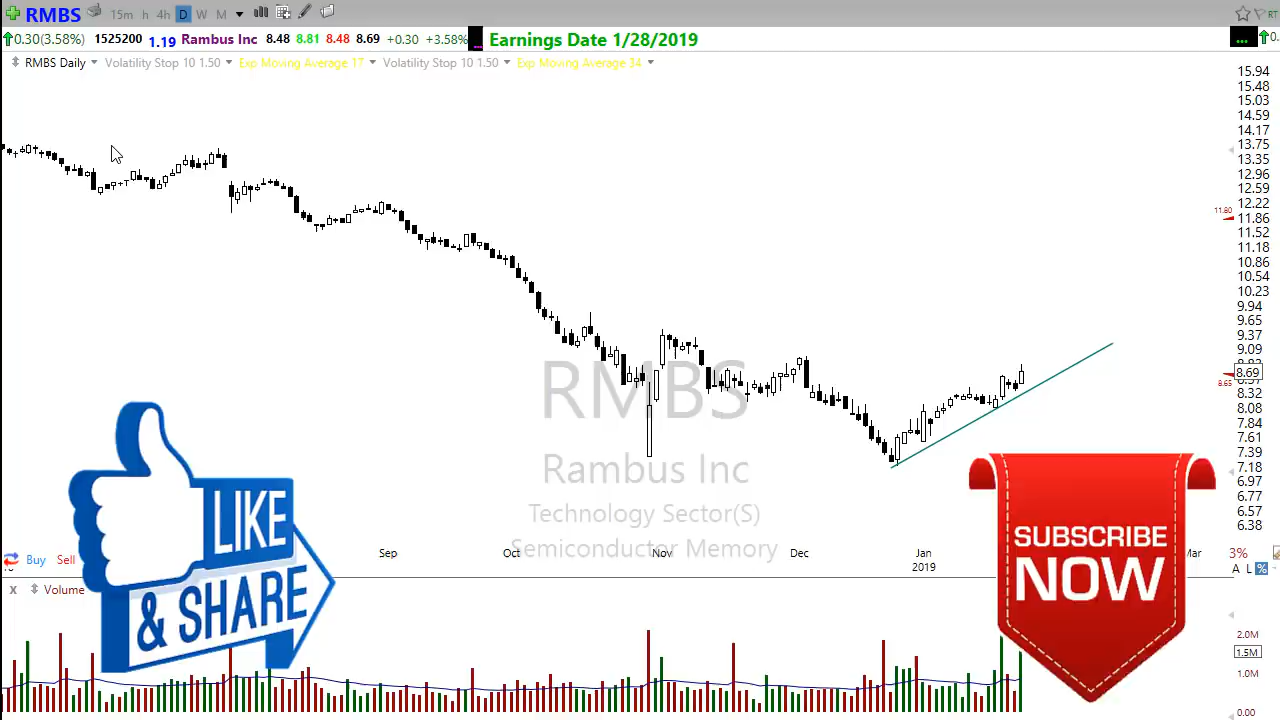 RMBS 15m h 4h D W M RT
0.30(3.58%) 1525200 1.19 Rambus Inc 8.48 8.81 8.48 8.69 +0.30 +3.58% ... Earnings Date 1/28/2019 ... 0.
RMBS Daily Volatility Stop 10 1.50 Exp Moving Average 17 Volatility Stop 10 1.50 Exp Moving Average 34
15.94
15.48
15.03
14.59
14.17
13.75
13.35
12.96
12.59
12.22
11.80
11.86
11.52
11.18
10.86
10.54
10.23
9.94
9.65
9.37
9.09
8.69
8.65
8.32
8.08
7.84
7.61
7.39
7.18
6.97
6.77
6.57
6.38
RMBS
Rambus Inc
Technology Sector(S)
Semiconductor Memory
LIKE
& SHARE
SUBSCRIBE
NOW
Buy Sell Sep Oct Nov Dec Jan Mar 3%
2019 A L %
X Volume
2.0M
1.5M
1.0M
0.00